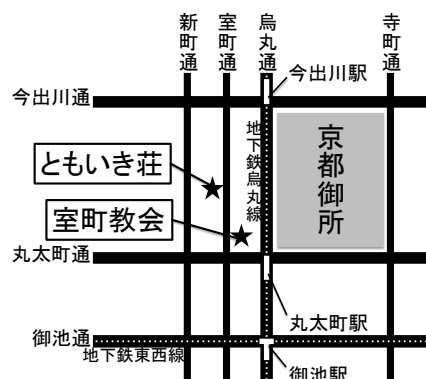 新町通
室町通
烏丸通
寺町通
今出川駅
今出川通
地下鉄烏丸線
京都御所
ともいき荘
室町教会
丸太町通
丸太町駅
御池通
地下鉄東西線
御池駅